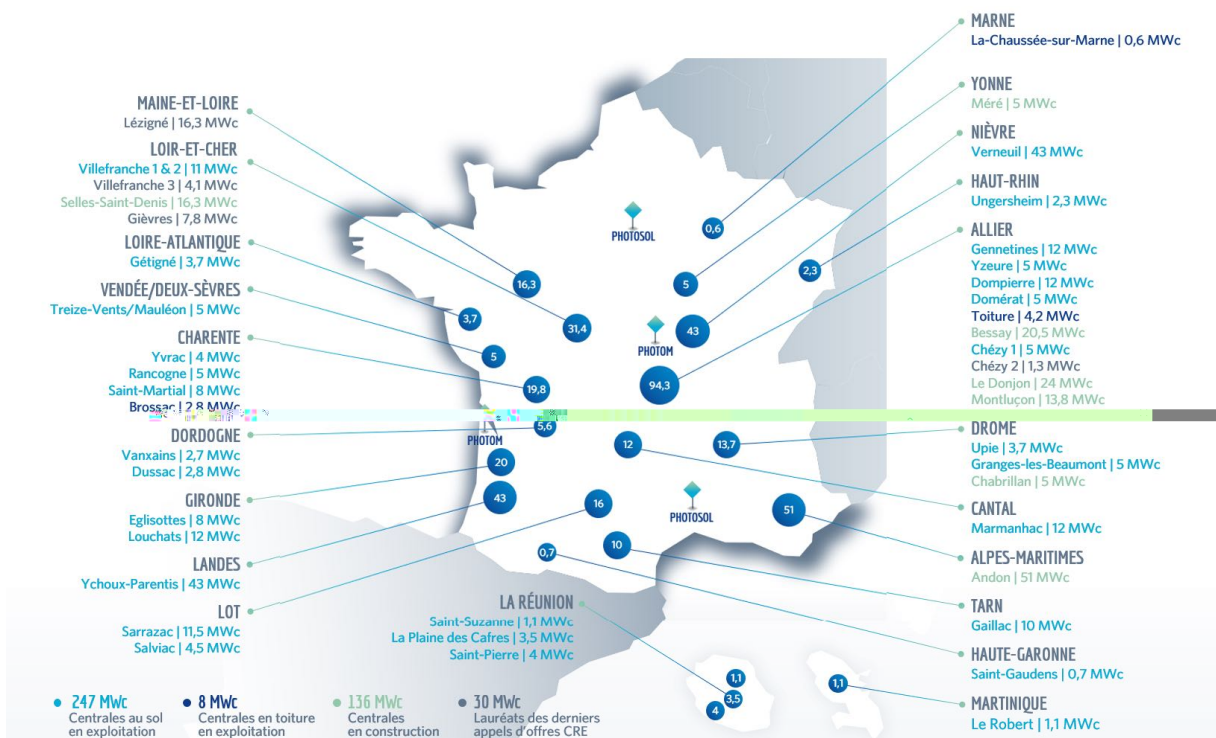 MARNE
La-Chaussée-sur-Marne | 0,6 MWc
YONNE
Méré | 5 MWc
NIÈVRE
Verneuil | 43 MWc
HAUT-RHIN
Ungersheim | 2,3 MWc
ALLIER
Gennetines | 12 MWc
Yzeure | 5 MWc
Dompierre | 12 MWc
Domérat | 5 MWc
Toiture | 4,2 MWc
Bessay | 20,5 MWc
Chézy 1 | 5 MWc
Chézy 2 | 1,3 MWc
Le Donjon | 24 MWc
Montluçon | 13,8 MWc
DROME
Upie | 3,7 MWc
Granges-les-Beaumont | 5 MWc
Chabrillan | 5 MWc
CANTAL
Marmanhac | 12 MWc
ALPES-MARITIMES
Andon | 51 MWc
TARN
Gaillac | 10 MWc
HAUTE-GARONNE
Saint-Gaudens | 0,7 MWc
MARTINIQUE
Le Robert | 1,1 MWc
MAINE-ET-LOIRE
Lézigné | 16,3 MWc
LOIR-ET-CHER
Villefranche 1 & 2 | 11 MWc
Villefranche 3 | 4,1 MWc
Selles-Saint-Denis | 16,3 MWc
Gièvres | 7,8 MWc
LOIRE-ATLANTIQUE
Gétigné | 3,7 MWc
VENDÉE/DEUX-SÈVRES
Treize-Vents/Mauléon | 5 MWc
CHARENTE
Yvrac | 4 MWc
Rancogne | 5 MWc
Saint-Martial | 8 MWc
Brossac | 2,8 MWc
DORDOGNE
Vanxains | 2,7 MWc
Dussac | 2,8 MWc
GIRONDE
Eglisottes | 8 MWc
Louchats | 12 MWc
LANDES
Ychoux-Parentis | 43 MWc
LOT
Sarrazac | 11,5 MWc
Salviac | 4,5 MWc
LA RÉUNION
Saint-Suzanne | 1,1 MWc
La Plaine des Cafres | 3,5 MWc
Saint-Pierre | 4 MWc
PHOTOSOL
0,6
2,3
16,3
5
3,7
31,4
43
PHOTOM
5
94,3
19,8
5,6
PHOTOM
12
13,7
20
43
16
PHOTOSOL
51
10
0,7
1,1
3,5
4
1,1
247 MWc
Centrales au sol
en exploitation
8 MWc
Centrales en toiture
en exploitation
136 MWc
Centrales
en construction
30 MWc
Lauréats des derniers
appels d'offres CRE